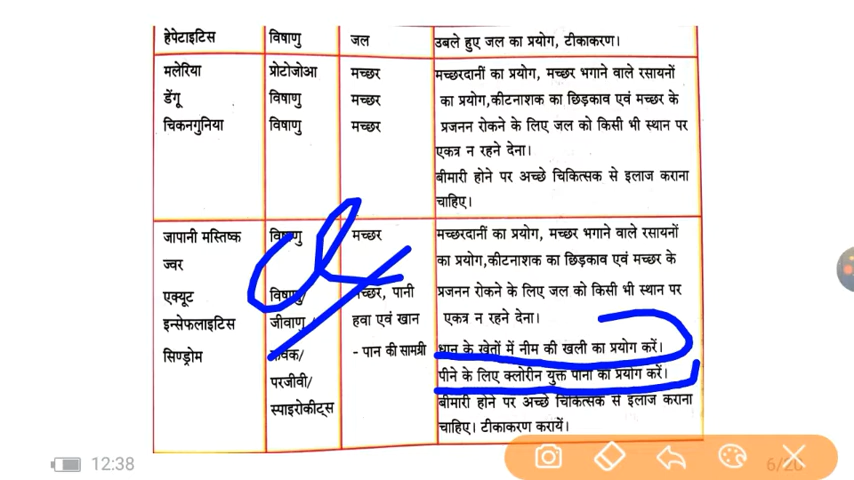 हेपेटाइटिस विषाणु जल उबले हुए जल का प्रयोग, टीकाकरण।
मलेरिया प्रोटोजोआ मच्छर मच्छरदानीं का प्रयोग, मच्छर भगाने वाले रसायनों
डेंगू विषाणु मच्छर का प्रयोग,कीटनाशक का छिड़काव एवं मच्छर के
चिकनगुनिया विषाणु मच्छर प्रजनन रोकने के लिए जल को किसी भी स्थान पर
एकत्र न रहने देना।
बीमारी होने पर अच्छे चिकित्सक से इलाज कराना
चाहिए।
जापानी मस्तिष्क विषाणु मच्छर मच्छरदानीं का प्रयोग, मच्छर भगाने वाले रसायनों
ज्वर का प्रयोग,कीटनाशक का छिड़काव एवं मच्छर के
एक्यूट विषाणु/ मच्छर, पानी प्रजनन रोकने के लिए जल को किसी भी स्थान पर
इन्सेफलाइटिस जीवाणु / हवा एवं खान एकत्र न रहने देना।
सिण्ड्रोम कवक/ - पान की सामग्री धान के खेतों में नीम की खली का प्रयोग करें।
परजीवी/ पीने के लिए क्लोरीन युक्त पानी का प्रयोग करें।
स्पाइरोकीट्स बीमारी होने पर अच्छे चिकित्सक से इलाज कराना
चाहिए। टीकाकरण करायें।
12:38 6/20